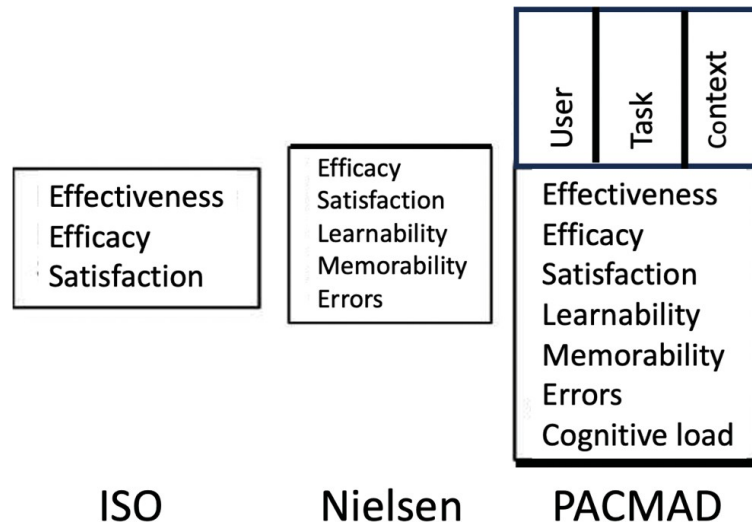 Effectiveness
Efficacy
Satisfaction
ISO
Efficacy
Satisfaction
Learnability
Memorability
Errors
Nielsen
User
Task
Context
Effectiveness
Efficacy
Satisfaction
Learnability
Memorability
Errors
Cognitive load
PACMAD